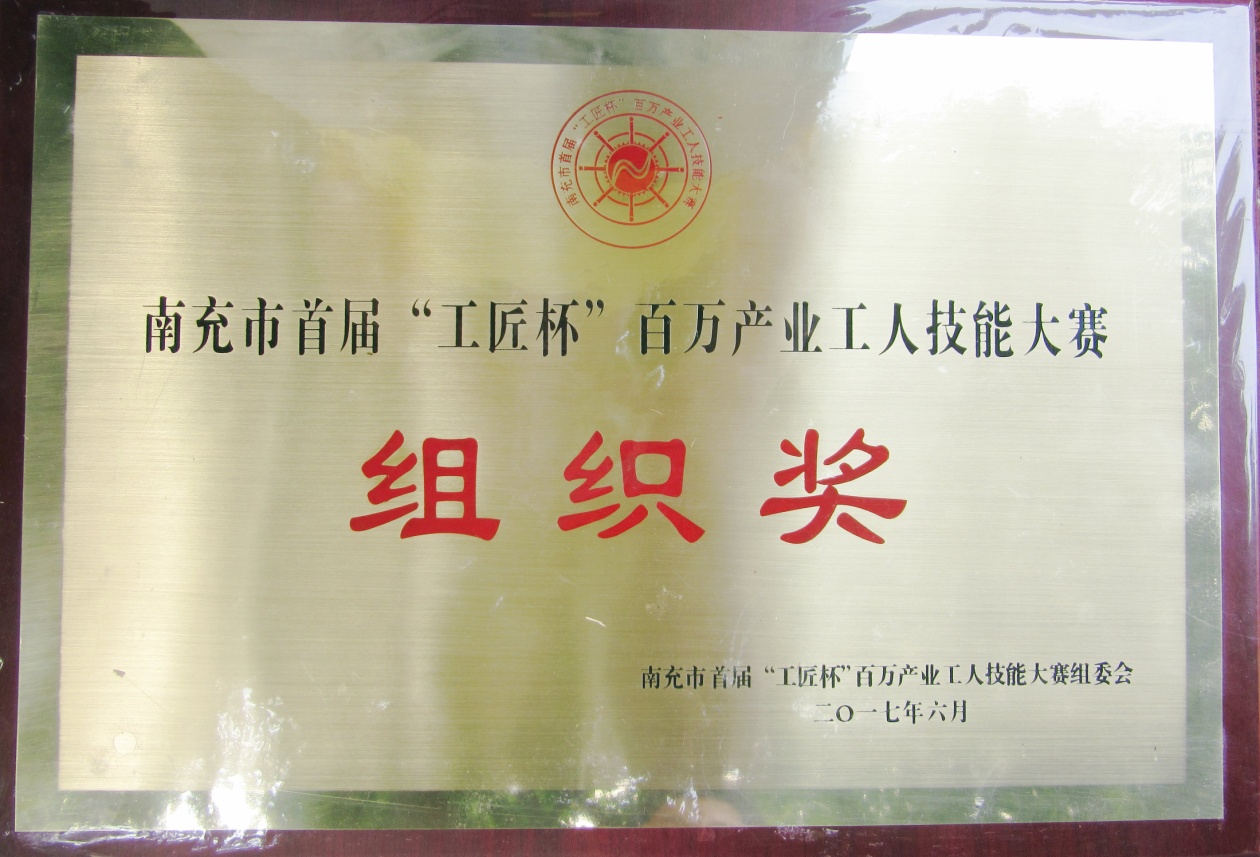 南充市首届“工匠杯”百万产业工人技能大赛
南充市首届“工匠杯”百万产业工人技能大赛
组织奖
南充市首届“工匠杯”百万产业工人技能大赛组委会
二〇一七年六月